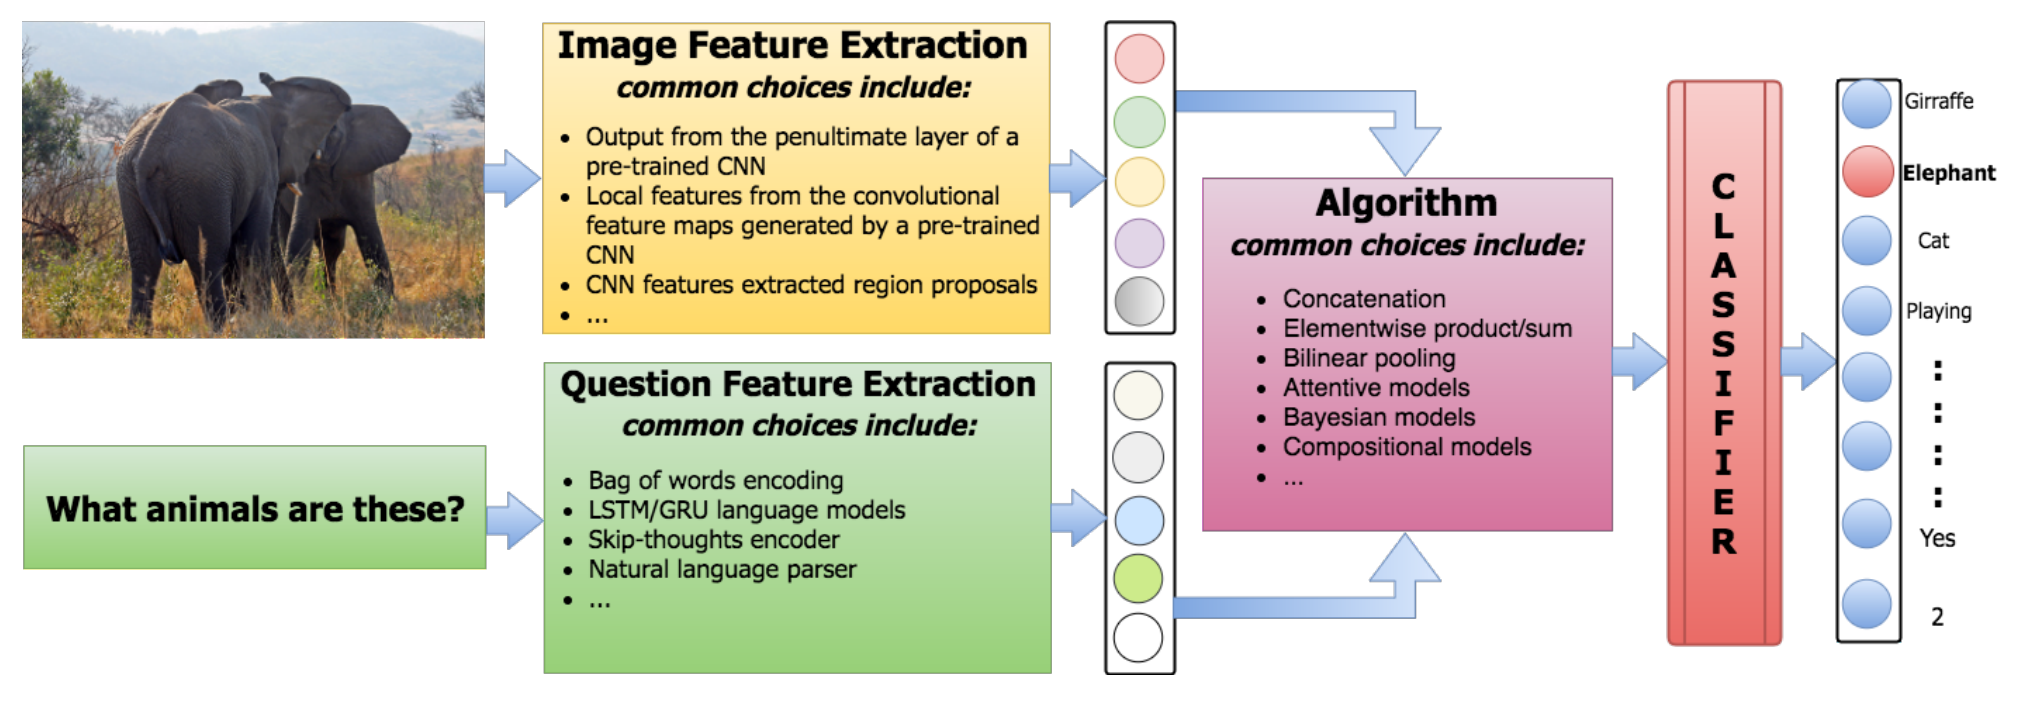 Image Feature Extraction
common choices include:
• Output from the penultimate layer of a
pre-trained CNN
• Local features from the convolutional
feature maps generated by a pre-trained
CNN
• CNN features extracted region proposals
• ...
What animals are these?
Question Feature Extraction
common choices include:
• Bag of words encoding
• LSTM/GRU language models
• Skip-thoughts encoder
• Natural language parser
• ...
Algorithm
common choices include:
• Concatenation
• Elementwise product/sum
• Bilinear pooling
• Attentive models
• Bayesian models
• Compositional models
• ...
CLASSIFIER
Girraffe
Elephant
Cat
Playing
:
:
:
:
Yes
2